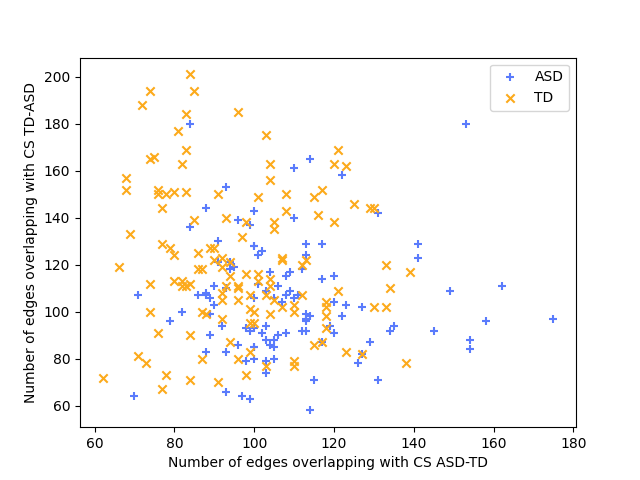 200
180
160
140
120
100
80
60
Number of edges overlapping with CS TD-ASD
ASD
TD
60 80 100 120 140 160 180
Number of edges overlapping with CS ASD-TD